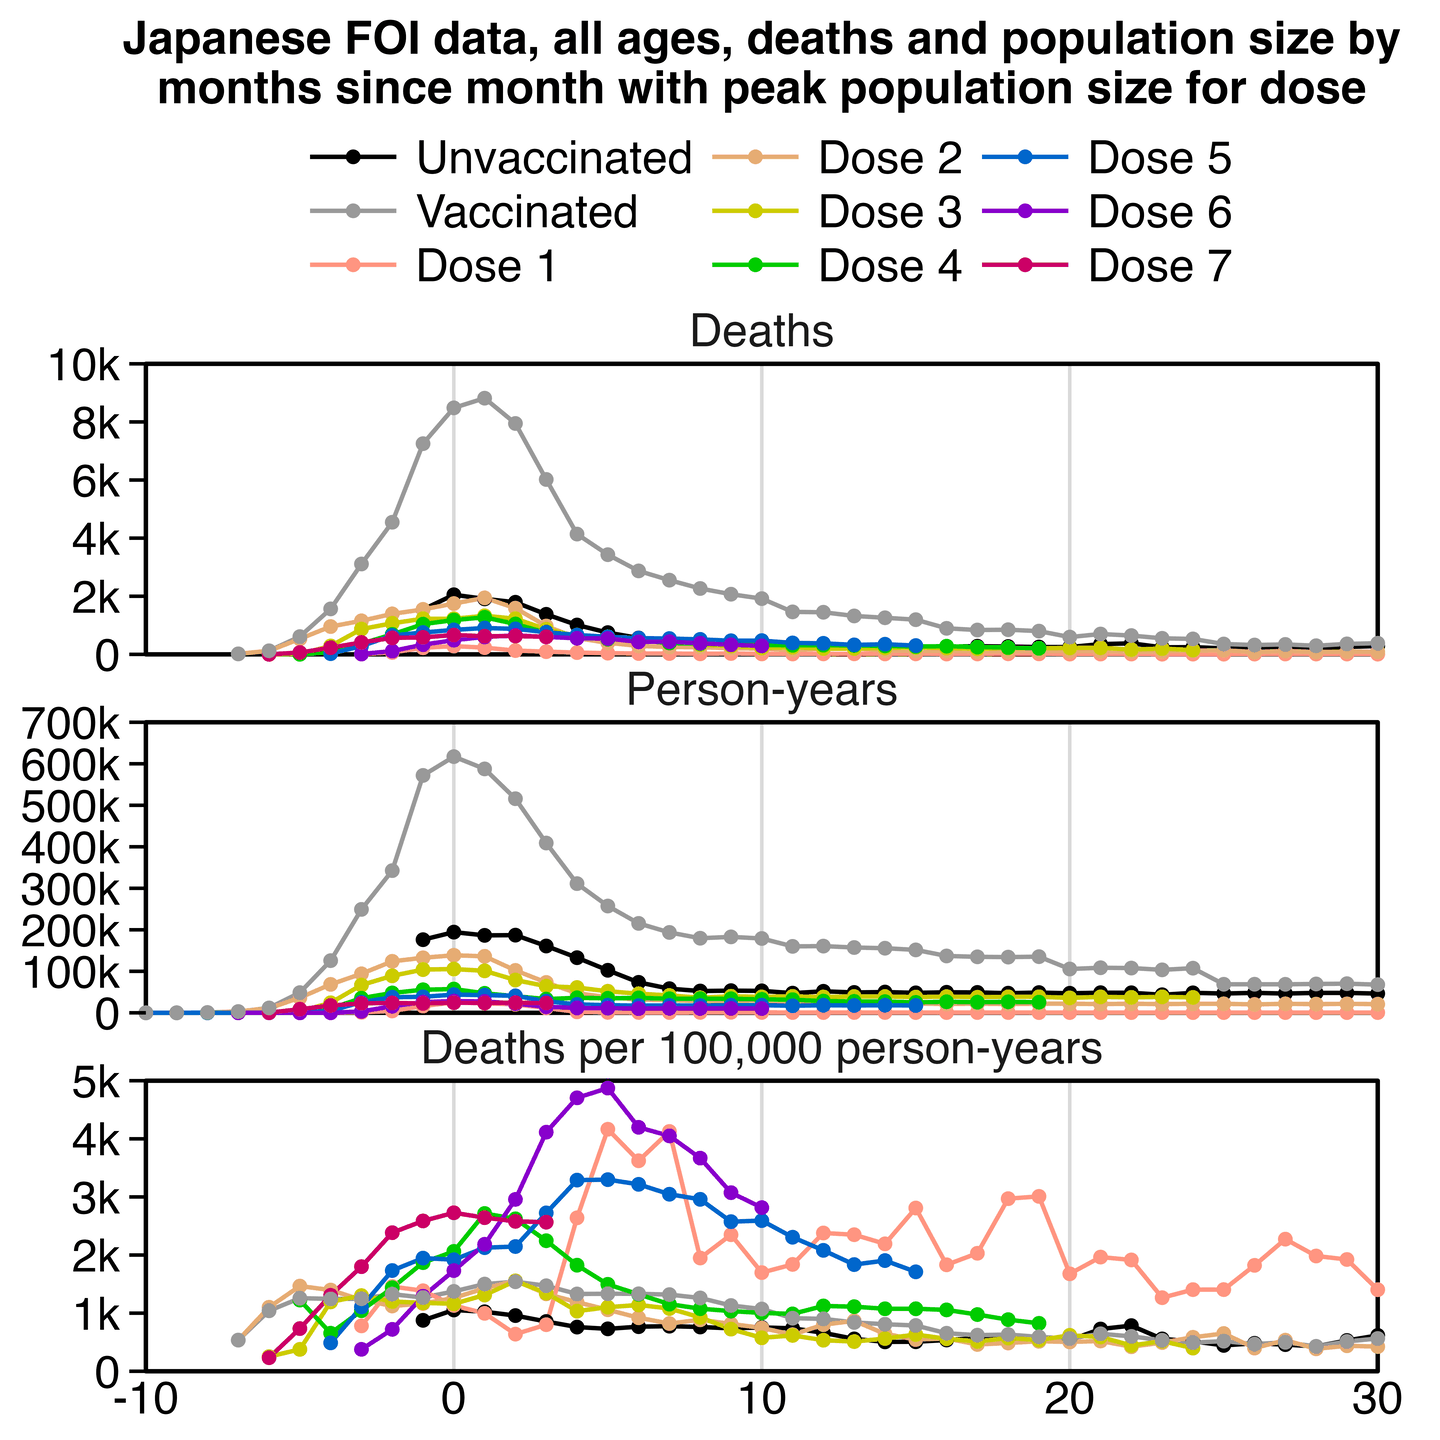 Japanese FOI data, all ages, deaths and population size by
months since month with peak population size for dose
Unvaccinated
Dose 2
Dose 5
Vaccinated
Dose 3
Dose 6
Dose 1
Dose 4
Dose 7
Deaths
10k
8k
6k
4k
2k
0
Person-years
700k
600k
500k
400k
300k
200k
100k
0
Deaths per 100,000 person-years
5k
4k
3k
2k
1k
0
-10 0 10 20 30